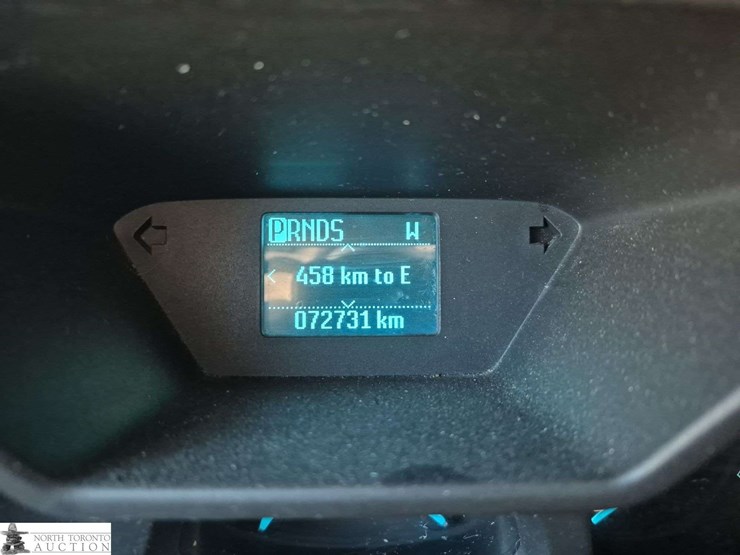 PRNDS W
458 km to E
072731 km
NORTH TORONTO
AUCTION